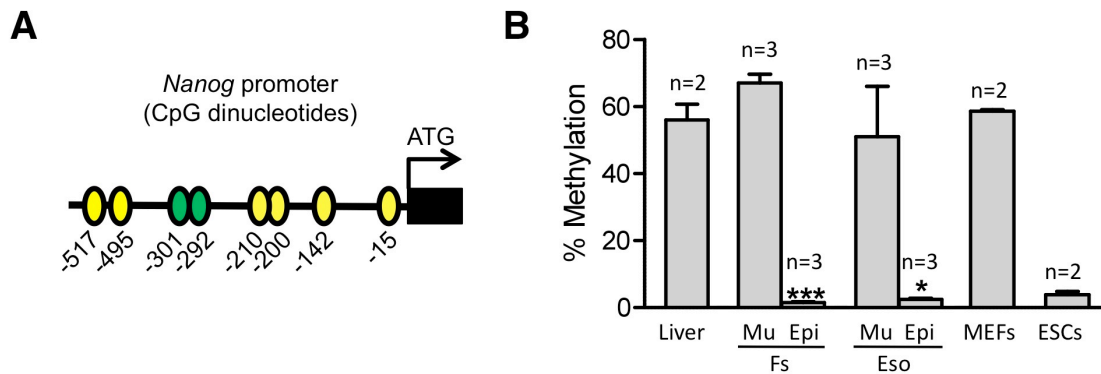 A
Nanog promoter
(CpG dinucleotides)
ATG
-517 -495 -301 -292 -210 -200 -142 -15
B
% Methylation
80
60
40
20
0
n=2
n=3
n=3
***
n=3
n=3
*
n=2
n=2
Liver Mu Epi Mu Epi MEFs ESCs
Fs Eso